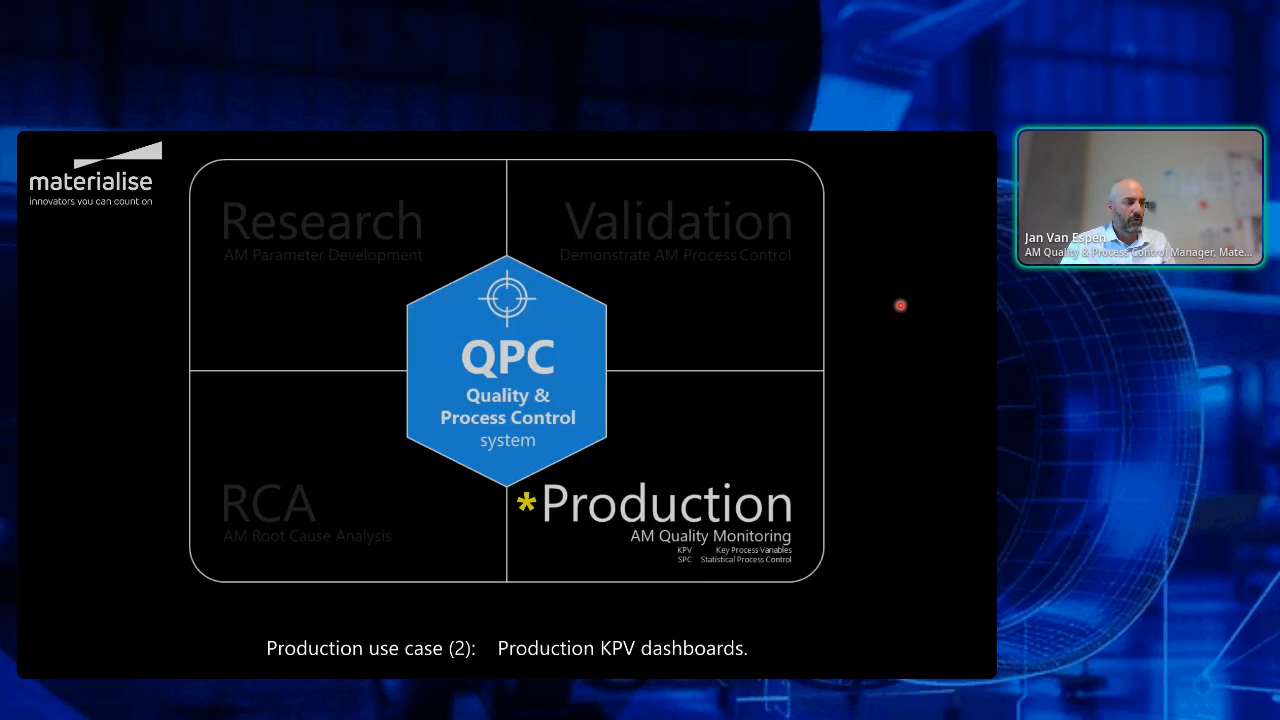 materialise
innovators you can count on
Research
AM Parameter Development
Validation
Demonstrate AM Process Control
QPC
Quality &
Process Control
system
RCA
AM Root Cause Analysis
*Production
AM Quality Monitoring
KPV Key Process Variables
SPC Statistical Process Control
Production use case (2): Production KPV dashboards.
Jan Van Espen
AM Quality & Process Control Manager, Mate...